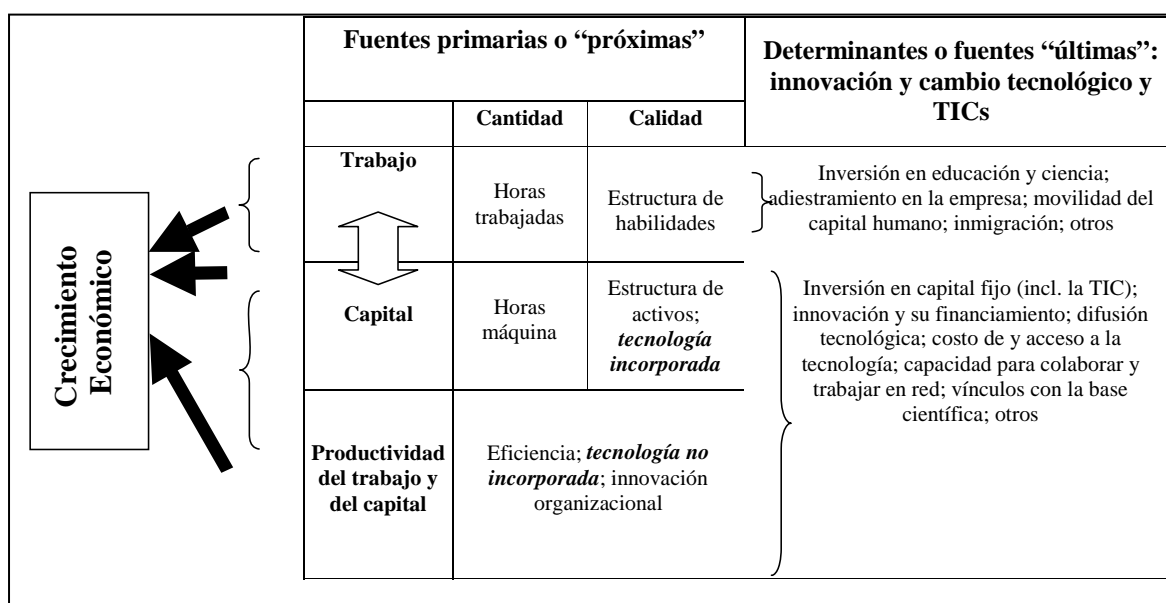 Fuentes primarias o “próximas”
Determinantes o fuentes “últimas”:
innovación y cambio tecnológico y
TICs
Cantidad
Calidad
Trabajo
Horas
trabajadas
Estructura de
habilidades
Inversión en educación y ciencia;
adiestramiento en la empresa; movilidad del
capital humano; inmigración; otros
Crecimiento
Económico
Capital
Horas
máquina
Estructura de
activos;
tecnología
incorporada
Inversión en capital fijo (incl. la TIC);
innovación y su financiamiento; difusión
tecnológica; costo de y acceso a la
tecnología; capacidad para colaborar y
trabajar en red; vínculos con la base
científica; otros
Productividad
del trabajo y
del capital
Eficiencia; tecnología no
incorporada; innovación
organizacional